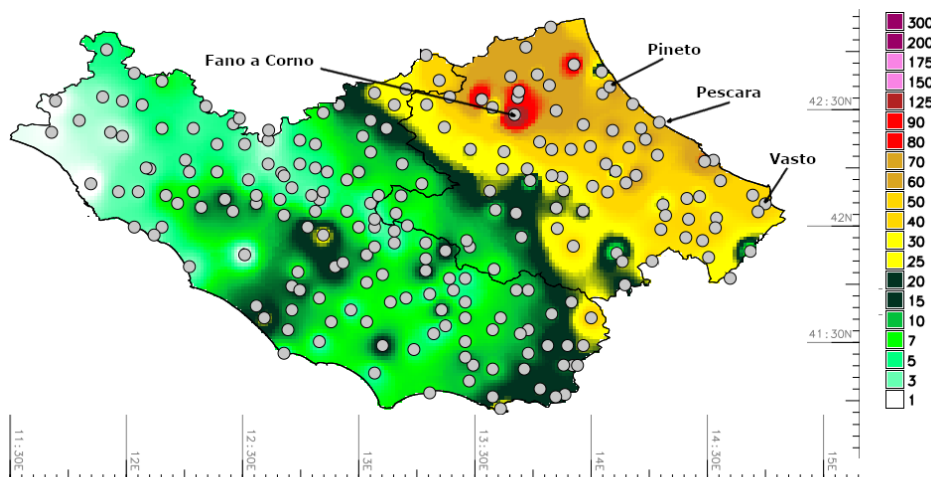 Fano a Corno
Pineto
Pescara
Vasto
300
200
175
150
125
90
80
70
60
50
40
30
25
20
15
10
7
5
3
1
42:30N
42N
41:30N
11:30E
12E
12:30E
13E
13:30E
14E
14:30E
15E